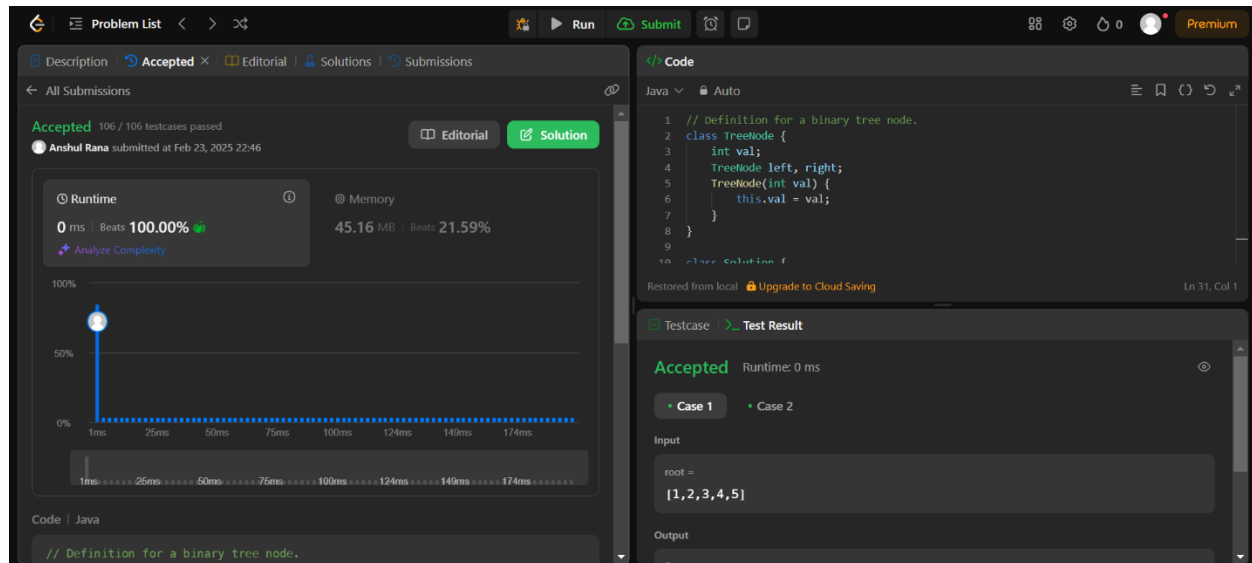 Problem List
Run
Submit
0
Premium
Description
Accepted
Editorial
Solutions
Submissions
All Submissions
Accepted 106 / 106 testcases passed
Anshul Rana submitted at Feb 23, 2025 22:46
Editorial
Solution
Runtime
0 ms Beats 100.00%
Analyze Complexity
Memory
45.16 MB Beats 21.59%
100%
50%
0%
1ms 25ms 50ms 75ms 100ms 124ms 149ms 174ms
1ms 25ms 50ms 75ms 100ms 124ms 149ms 174ms
Code Java
// Definition for a binary tree node.
</> Code
Java Auto
1 // Definition for a binary tree node.
2 class TreeNode {
3 int val;
4 TreeNode left, right;
5 TreeNode(int val) {
6 this.val = val;
7 }
8 }
9
10 class Solution {
Restored from local Upgrade to Cloud Saving
Ln 31, Col 1
Testcase
Test Result
Accepted Runtime: 0 ms
Case 1
Case 2
Input
root =
[1,2,3,4,5]
Output